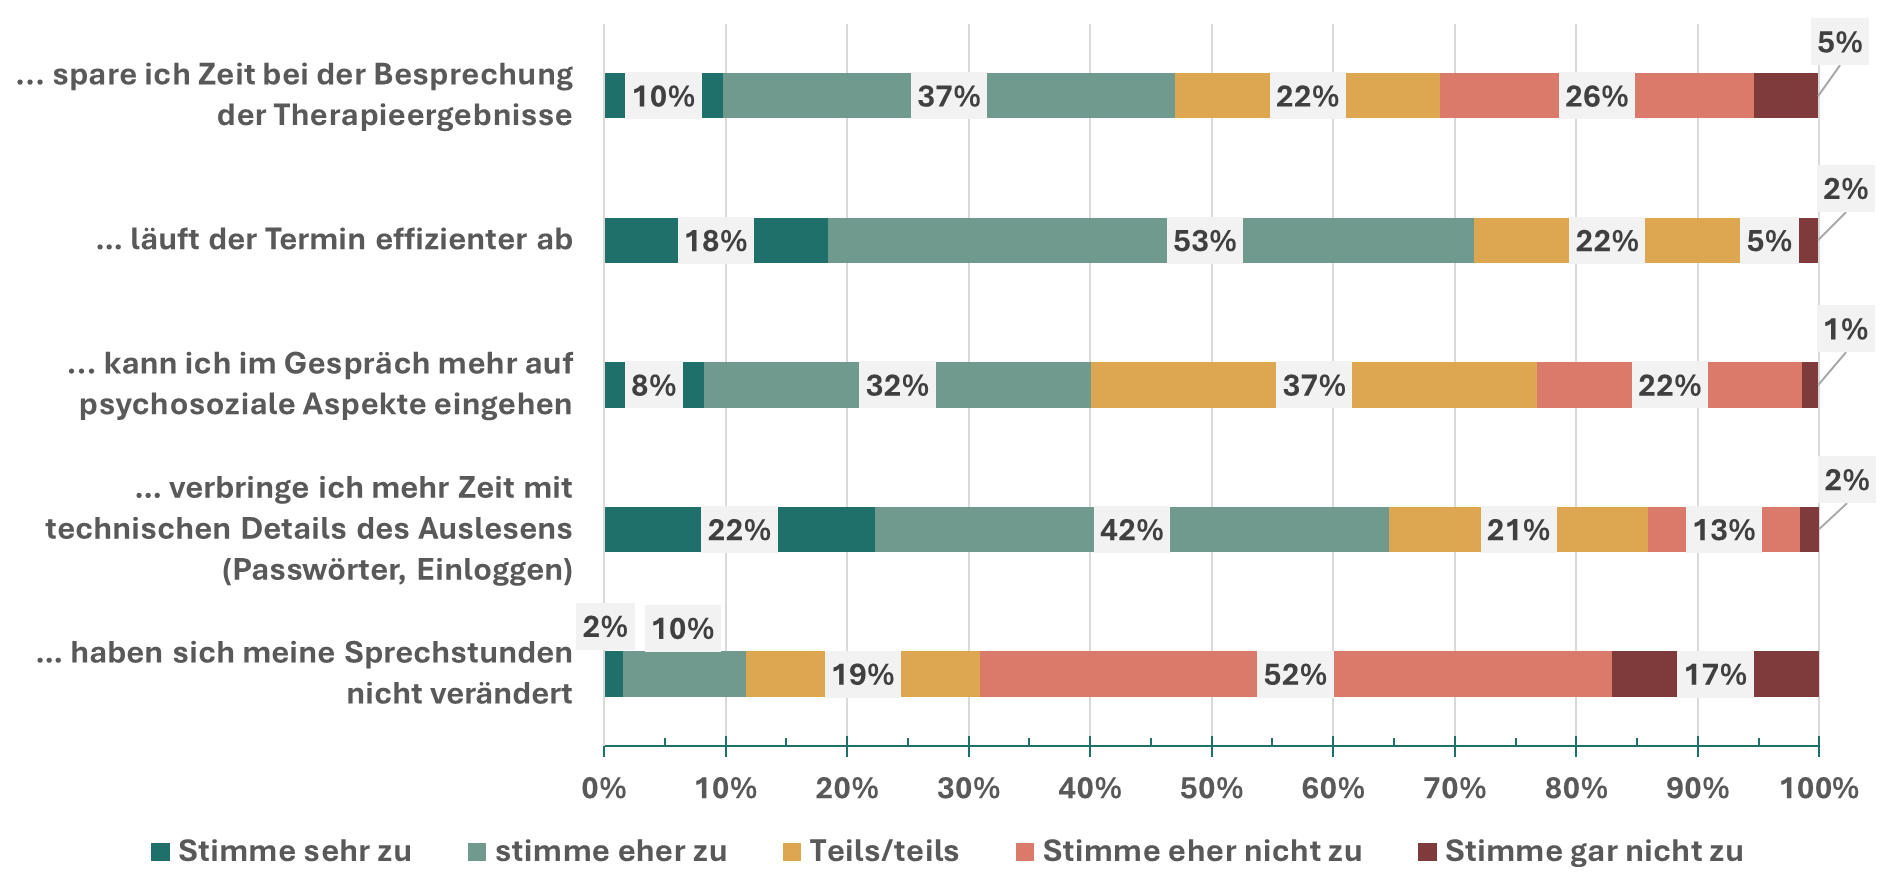 ... spare ich Zeit bei der Besprechung
der Therapieergebnisse
10%
37%
22%
26%
5%
... läuft der Termin effizienter ab
18%
53%
22%
5%
2%
... kann ich im Gespräch mehr auf
psychosoziale Aspekte eingehen
8%
32%
37%
22%
1%
... verbringe ich mehr Zeit mit
technischen Details des Auslesens
(Passwörter, Einloggen)
22%
42%
21%
13%
2%
... haben sich meine Sprechstunden
nicht verändert
2%
10%
19%
52%
17%
0% 10% 20% 30% 40% 50% 60% 70% 80% 90% 100%
Stimme sehr zu stimme eher zu Teils/teils Stimme eher nicht zu Stimme gar nicht zu